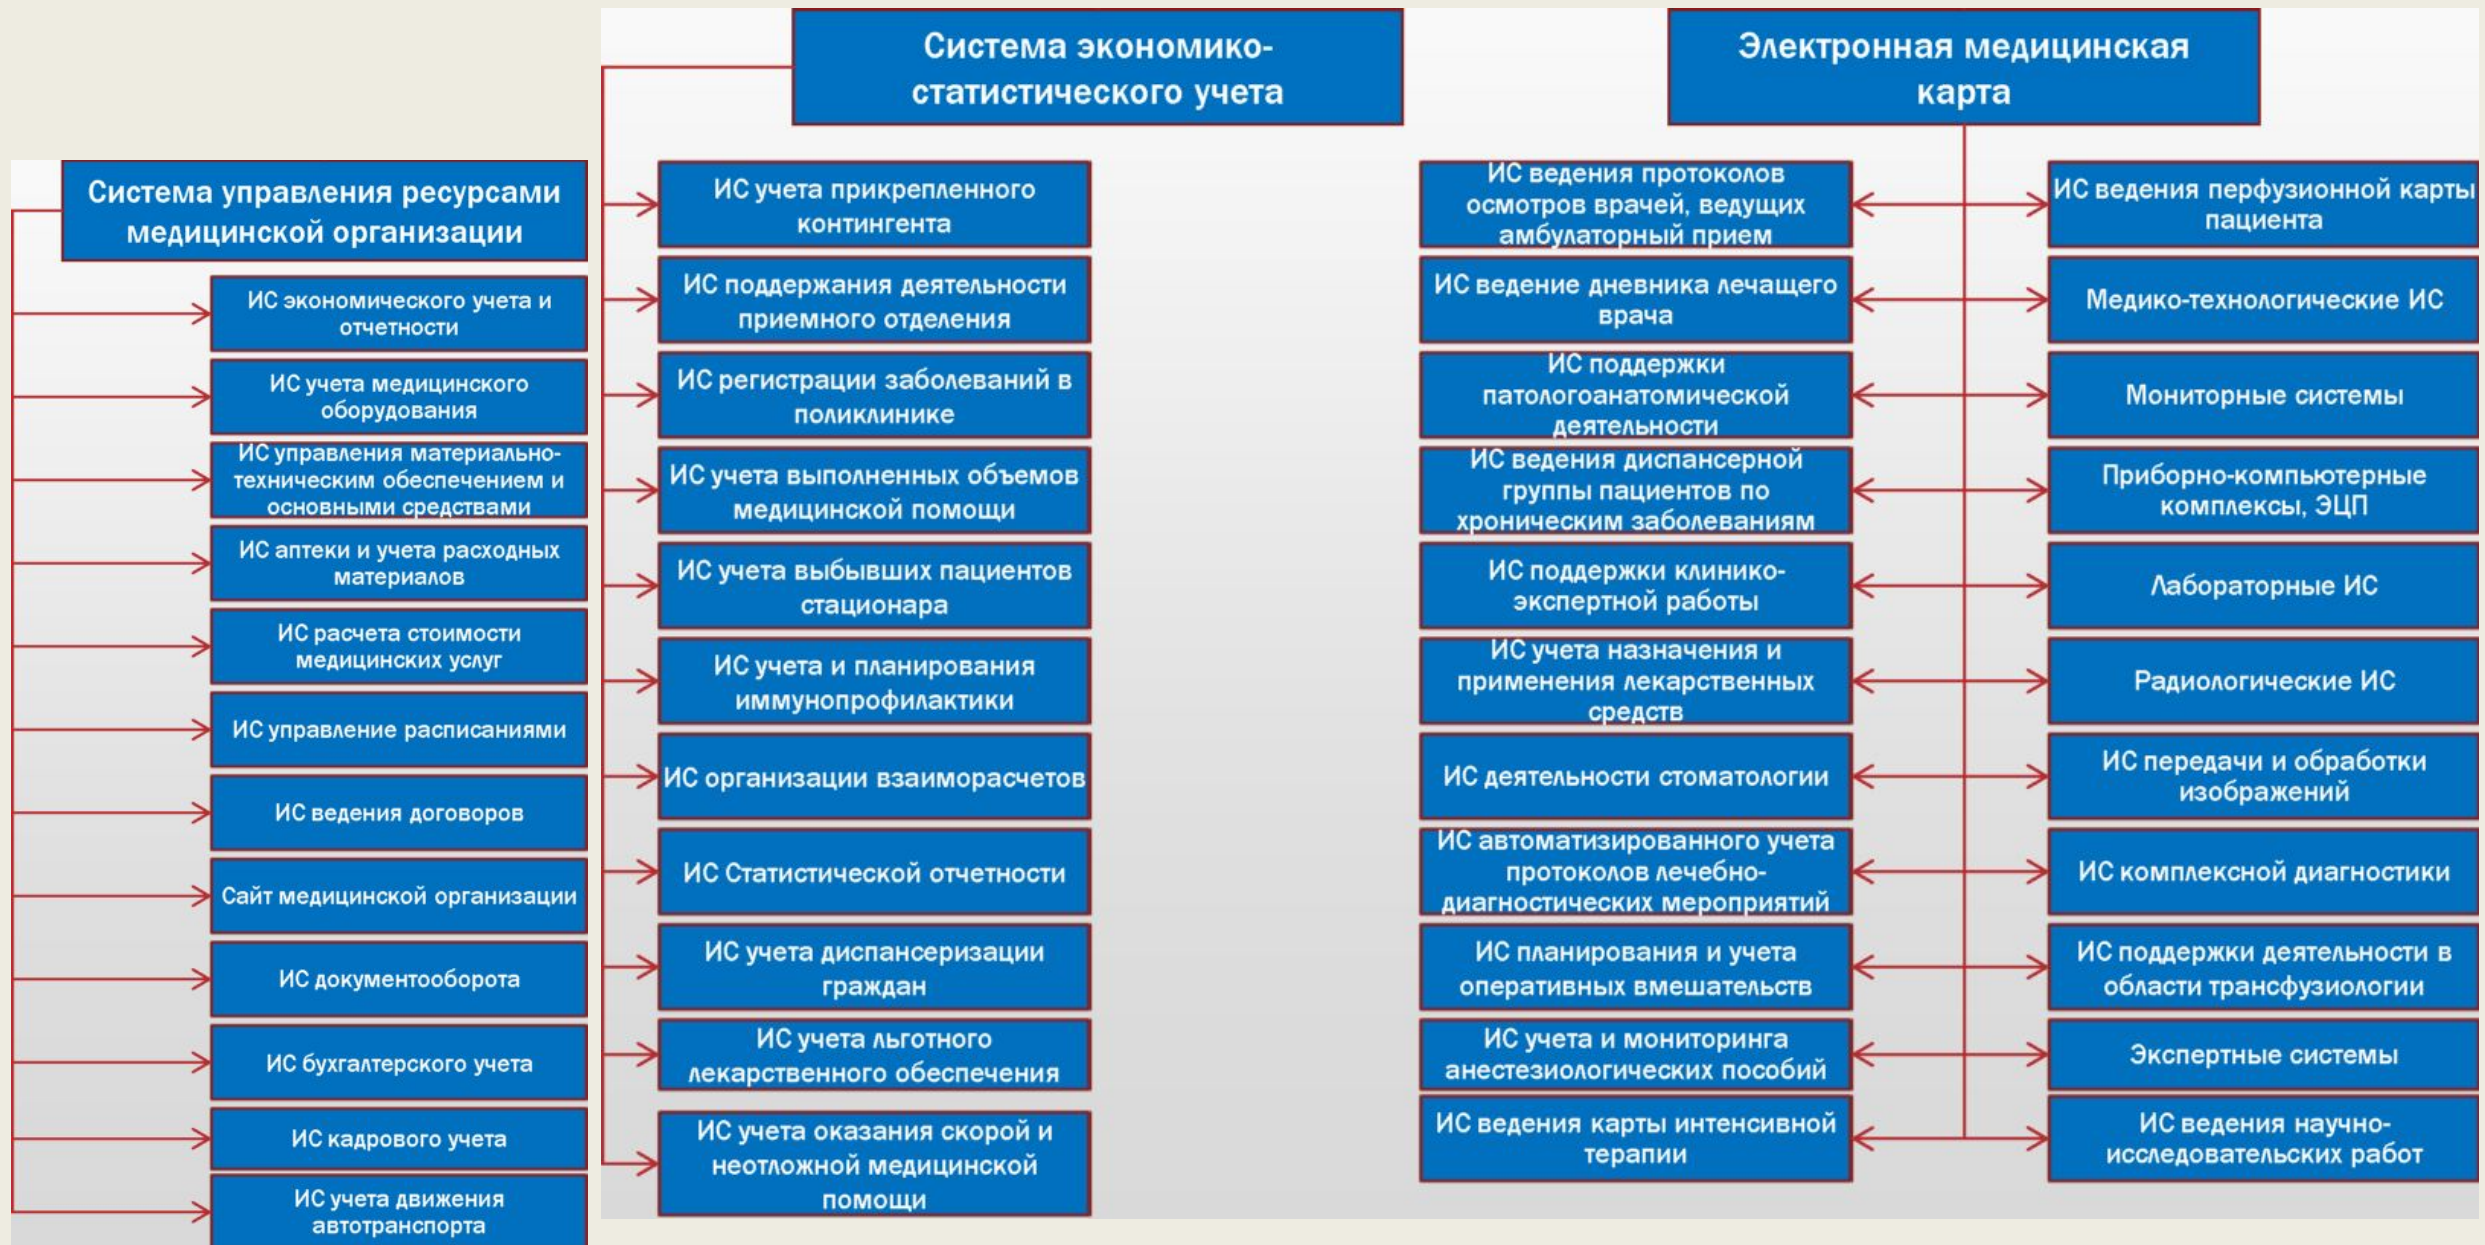 Система управления ресурсами
медицинской организации
ИС экономического учета и
отчетности
ИС учета медицинского
оборудования
ИС управления материально-
техническим обеспечением и
основными средствами
ИС аптеки и учета расходных
материалов
ИС расчета стоимости
медицинских услуг
ИС управление расписаниями
ИС ведения договоров
Сайт медицинской организации
ИС документооборота
ИС бухгалтерского учета
ИС кадрового учета
ИС учета движения
автотранспорта
Система экономико-
статистического учета
ИС учета прикрепленного
контингента
ИС поддержания деятельности
приемного отделения
ИС регистрации заболеваний в
поликлинике
ИС учета выполненных объемов
медицинской помощи
ИС учета выбывших пациентов
стационара
ИС учета и планирования
иммунопрофилактики
ИС организации взаиморасчетов
ИС Статистической отчетности
ИС учета диспансеризации
граждан
ИС учета льготного
лекарственного обеспечения
ИС учета оказания скорой и
неотложной медицинской
помощи
Электронная медицинская
карта
ИС ведения протоколов
осмотров врачей, ведущих
амбулаторный прием
ИС ведение дневника лечащего
врача
ИС поддержки
патологоанатомической
деятельности
ИС ведения диспансерной
группы пациентов по
хроническим заболеваниям
ИС поддержки клинико-
экспертной работы
ИС учета назначения и
применения лекарственных
средств
ИС деятельности стоматологии
ИС автоматизированного учета
протоколов лечебно-
диагностических мероприятий
ИС планирования и учета
оперативных вмешательств
ИС учета и мониторинга
анестезиологических пособий
ИС ведения карты интенсивной
терапии
ИС ведения перфузионной карты
пациента
Медико-технологические ИС
Мониторные системы
Приборно-компьютерные
комплексы, ЭЦП
Лабораторные ИС
Радиологические ИС
ИС передачи и обработки
изображений
ИС комплексной диагностики
ИС поддержки деятельности в
области трансфузиологии
Экспертные системы
ИС ведения научно-
исследовательских работ